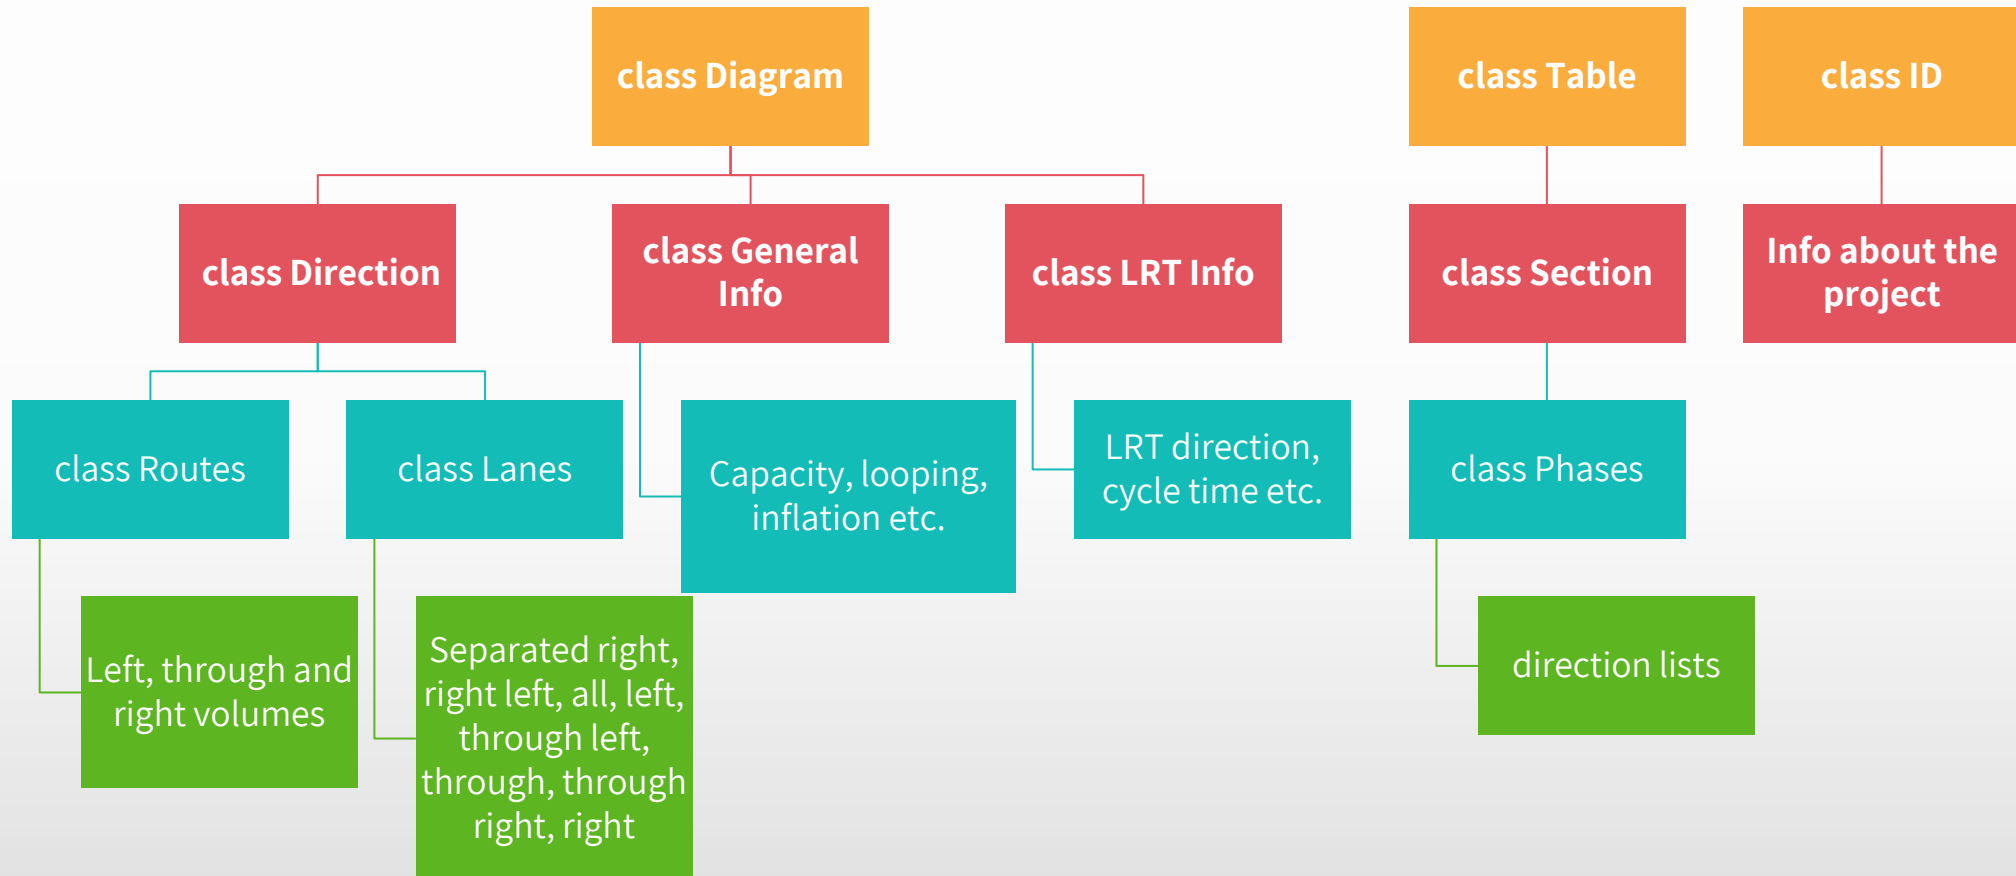 class Diagram
class Table
class ID
class Direction
class General
Info
class LRT Info
class Section
Info about the
project
class Routes
class Lanes
Capacity, looping,
inflation etc.
LRT direction,
cycle time etc.
class Phases
Left, through and
right volumes
Separated right,
right left, all, left,
through left,
through, through
right, right
direction lists